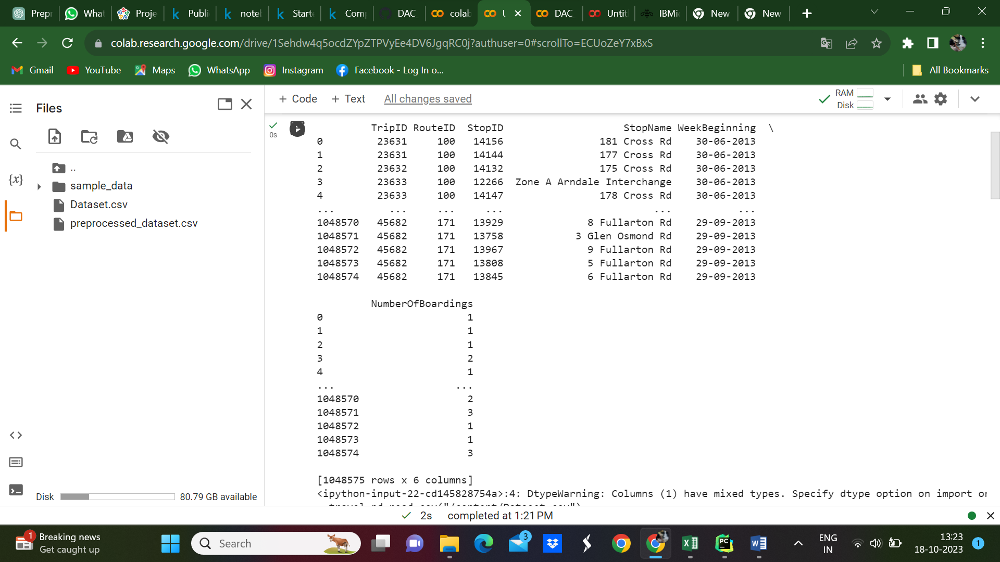 Prepr What Proje Publi notel Starte Comp DAC_ colab U DAC_ Untit IBMi New New
colab.research.google.com/drive/1Sehdw4q5ocdZYpZTPVyEe4DV6JgqRC0j?authuser=0#scrollTo=ECUoZeY7xBxS
Gmail YouTube Maps WhatsApp Instagram Facebook - Log In o... All Bookmarks
Files
+ Code + Text All changes saved
RAM
Disk
0s
..
sample_data
Dataset.csv
preprocessed_dataset.csv
{x}
Disk 80.79 GB available
TripID RouteID StopID StopName WeekBeginning \
0 23631 100 14156 181 Cross Rd 30-06-2013
1 23631 100 14144 177 Cross Rd 30-06-2013
2 23632 100 14132 175 Cross Rd 30-06-2013
3 23633 100 12266 Zone A Arndale Interchange 30-06-2013
4 23633 100 14147 178 Cross Rd 30-06-2013
... ... ... ... ... ...
1048570 45682 171 13929 8 Fullarton Rd 29-09-2013
1048571 45682 171 13758 3 Glen Osmond Rd 29-09-2013
1048572 45682 171 13967 9 Fullarton Rd 29-09-2013
1048573 45682 171 13808 5 Fullarton Rd 29-09-2013
1048574 45682 171 13845 6 Fullarton Rd 29-09-2013
NumberOfBoardings
0 1
1 1
2 1
3 2
4 1
... ...
1048570 2
1048571 3
1048572 1
1048573 1
1048574 3
[1048575 rows x 6 columns]
<ipython-input-22-cd145828754a>:4: DtypeWarning: Columns (1) have mixed types. Specify dtype option on import or
2s completed at 1:21 PM
1 Breaking news
Get caught up
Search
3
PC
ENG
IN
13:23
18-10-2023
1